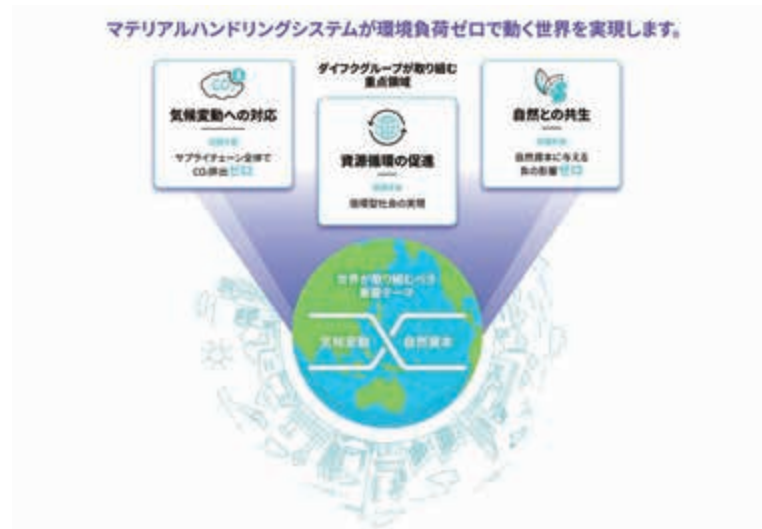 マテリアルハンドリングシステムが環境負荷ゼロで動く世界を実現します。
ダイフクグループが取り組む
重点領域
気候変動への対応
サプライチェーン全体で
CO₂排出ゼロ
資源循環の促進
循環型社会の実現
自然との共生
自然資本に与える
負の影響ゼロ
世界が取り組むべき
重要テーマ
気候変動
自然資本